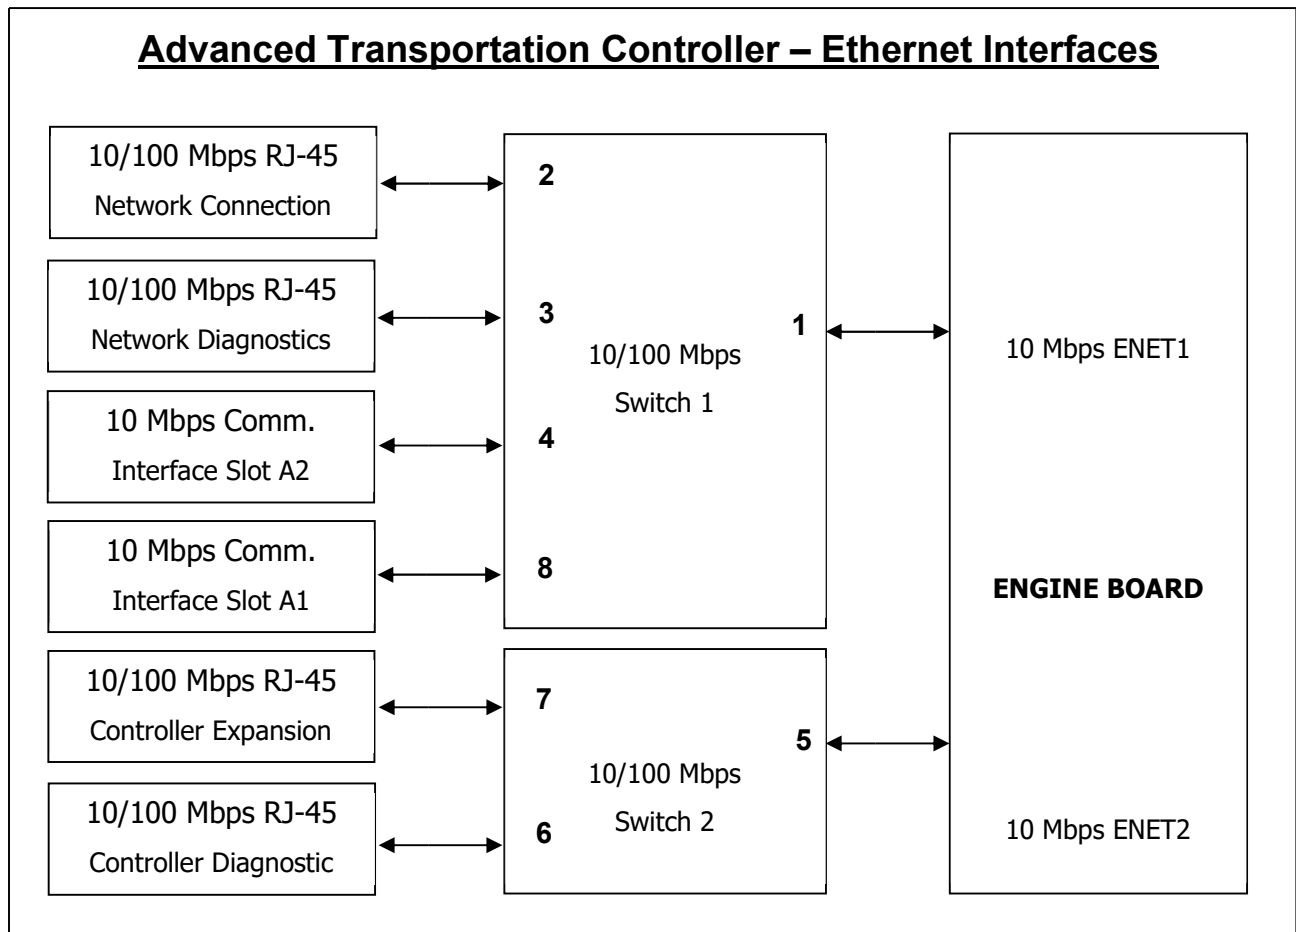 Advanced Transportation Controller – Ethernet Interfaces
10/100 Mbps RJ-45
Network Connection
2
10/100 Mbps RJ-45
Network Diagnostics
3
10 Mbps Comm.
Interface Slot A2
4
10 Mbps Comm.
Interface Slot A1
8
10/100 Mbps
Switch 1
1
10/100 Mbps RJ-45
Controller Expansion
7
10/100 Mbps RJ-45
Controller Diagnostic
6
10/100 Mbps
Switch 2
5
10 Mbps ENET1
ENGINE BOARD
10 Mbps ENET2